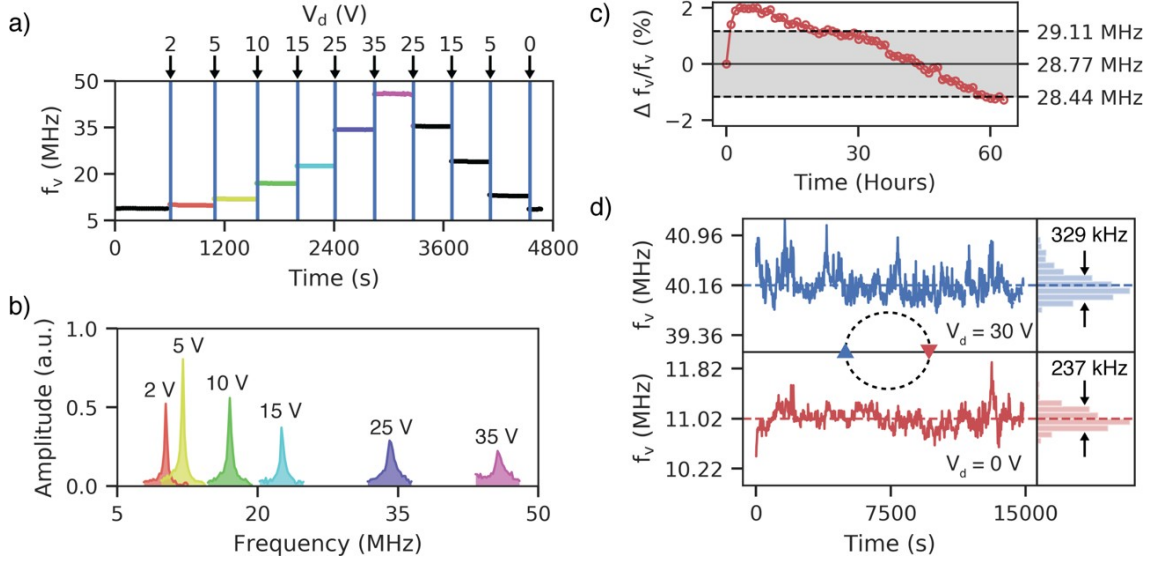 a)
V_d (V)
2 5 10 15 25 35 25 15 5 0
50
35
20
5
f_v (MHz)
0 1200 2400 3600 4800
Time (s)
b)
1.0
0.5
0.0
Amplitude (a.u.)
2 V
5 V
10 V
15 V
25 V
35 V
5 20 35 50
Frequency (MHz)
c)
2
0
−2
Δ f_v/f_v (%)
29.11 MHz
28.77 MHz
28.44 MHz
0 30 60
Time (Hours)
d)
40.96
40.16
39.36
f_v (MHz)
V_d = 30 V
329 kHz
11.82
11.02
10.22
f_v (MHz)
V_d = 0 V
237 kHz
0 7500 15000
Time (s)